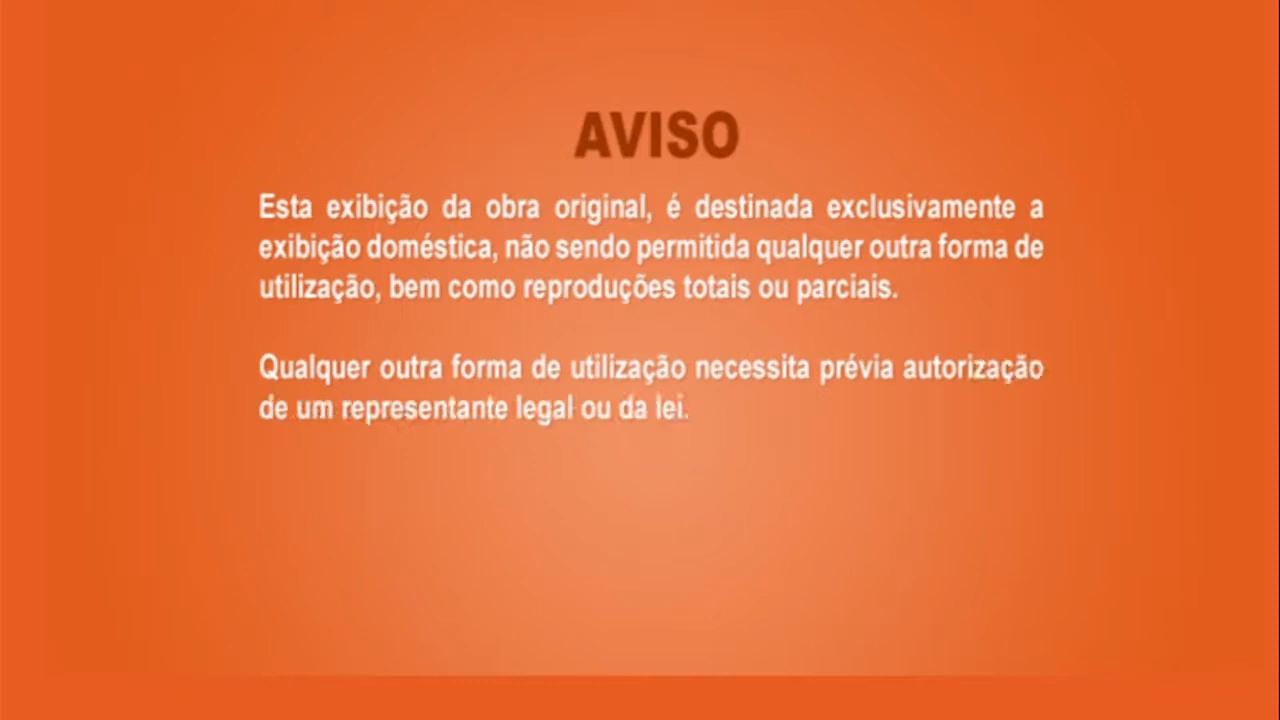 AVISO
Esta exibição da obra original, é destinada exclusivamente a
exibição doméstica, não sendo permitida qualquer outra forma de
utilização, bem como reproduções totais ou parciais.
Qualquer outra forma de utilização necessita prévia autorização
de um representante legal ou da lei.